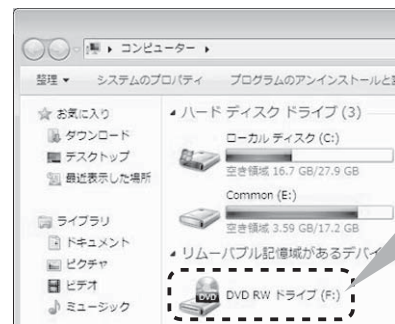 コンピューター
整理 システムのプロパティ プログラムのアンインストールと
お気に入り
ダウンロード
デスクトップ
最近表示した場所
ライブラリ
ドキュメント
ピクチャ
ビデオ
ミュージック
ハード ディスク ドライブ (3)
ローカル ディスク (C:)
空き領域 16.7 GB/27.9 GB
Common (E:)
空き領域 3.59 GB/17.2 GB
リムーバブル記憶域があるデバイ
DVD
DVD RW ドライブ (F:)